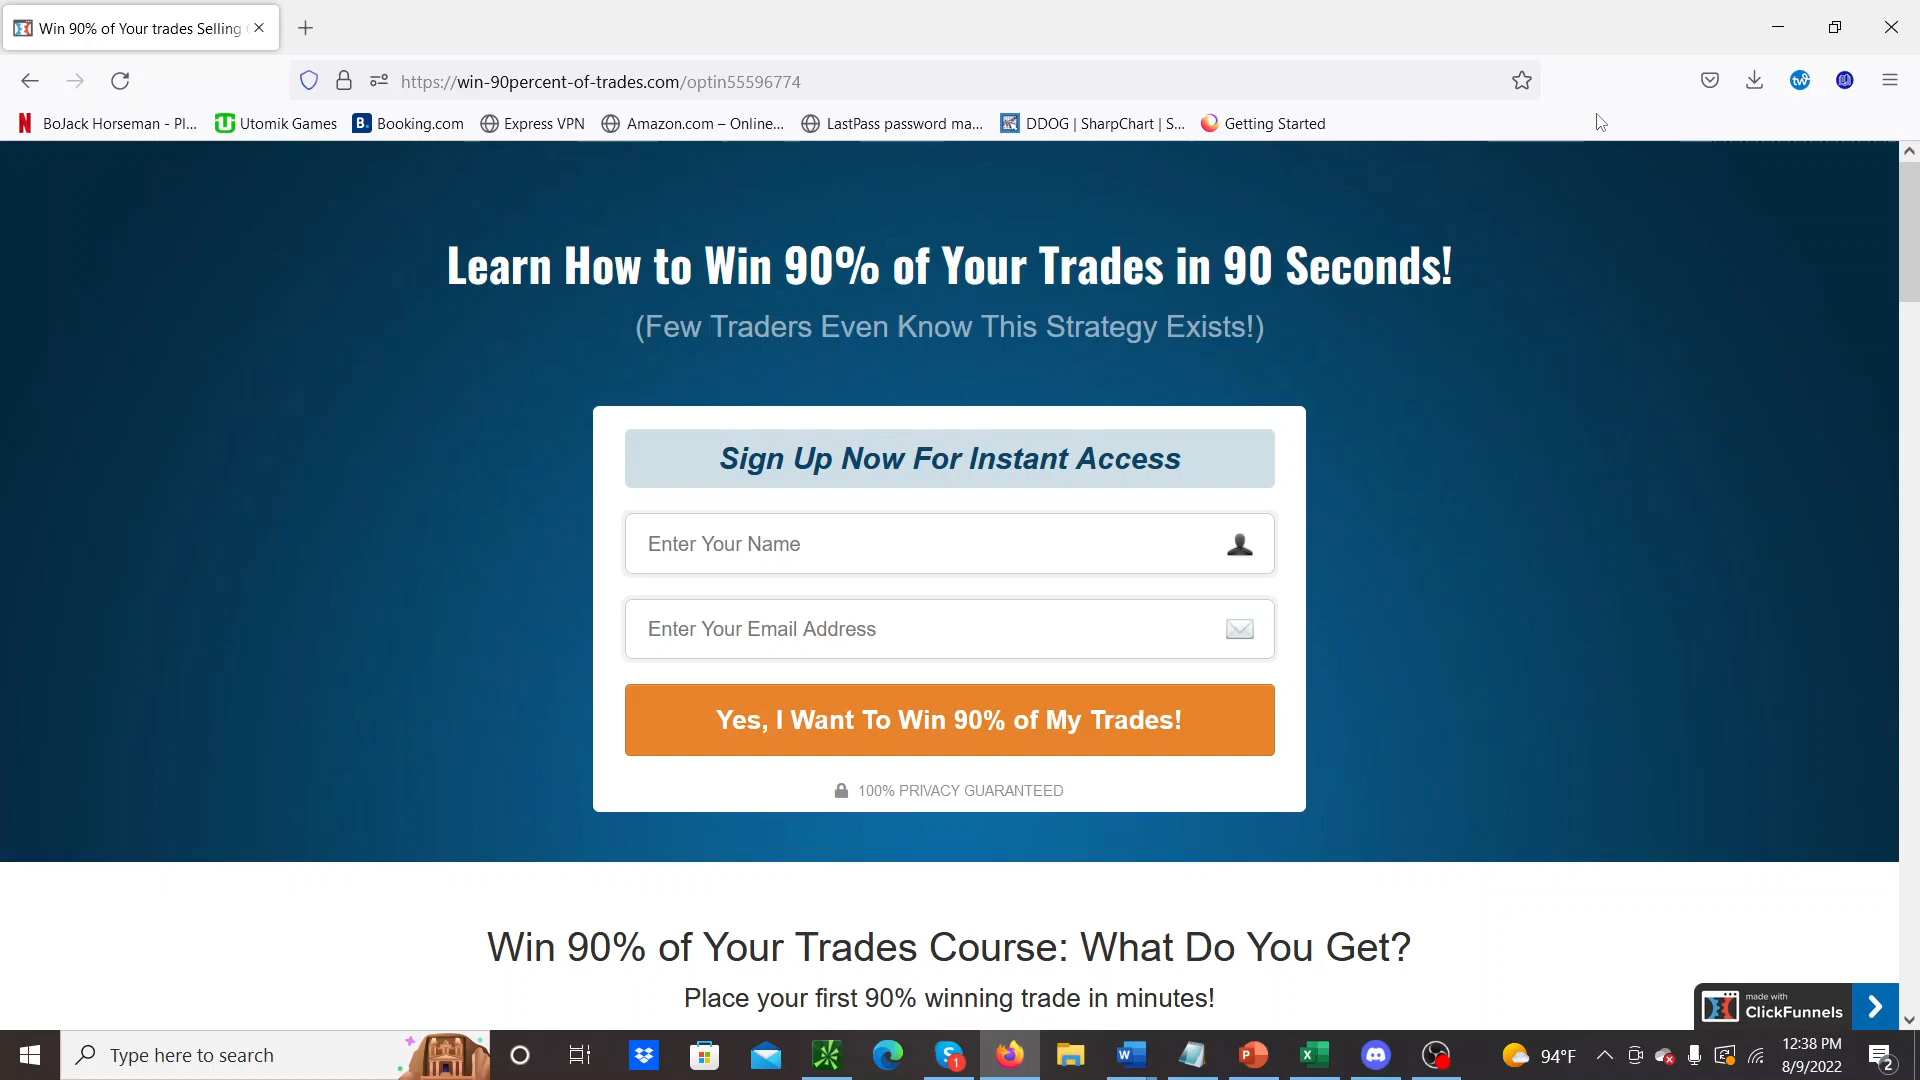 Win 90% of Your trades Selling
https://win-90percent-of-trades.com/optin55596774
BoJack Horseman - Pl...
Utomik Games
B.
Booking.com
Express VPN
Amazon.com – Online...
LastPass password ma...
DDOG | SharpChart | S...
Getting Started
Learn How to Win 90% of Your Trades in 90 Seconds!
(Few Traders Even Know This Strategy Exists!)
Sign Up Now For Instant Access
Enter Your Name
Enter Your Email Address
Yes, I Want To Win 90% of My Trades!
100% PRIVACY GUARANTEED
Win 90% of Your Trades Course: What Do You Get?
Place your first 90% winning trade in minutes!
made with
ClickFunnels
Type here to search
94°F
12:38 PM
8/9/2022
2